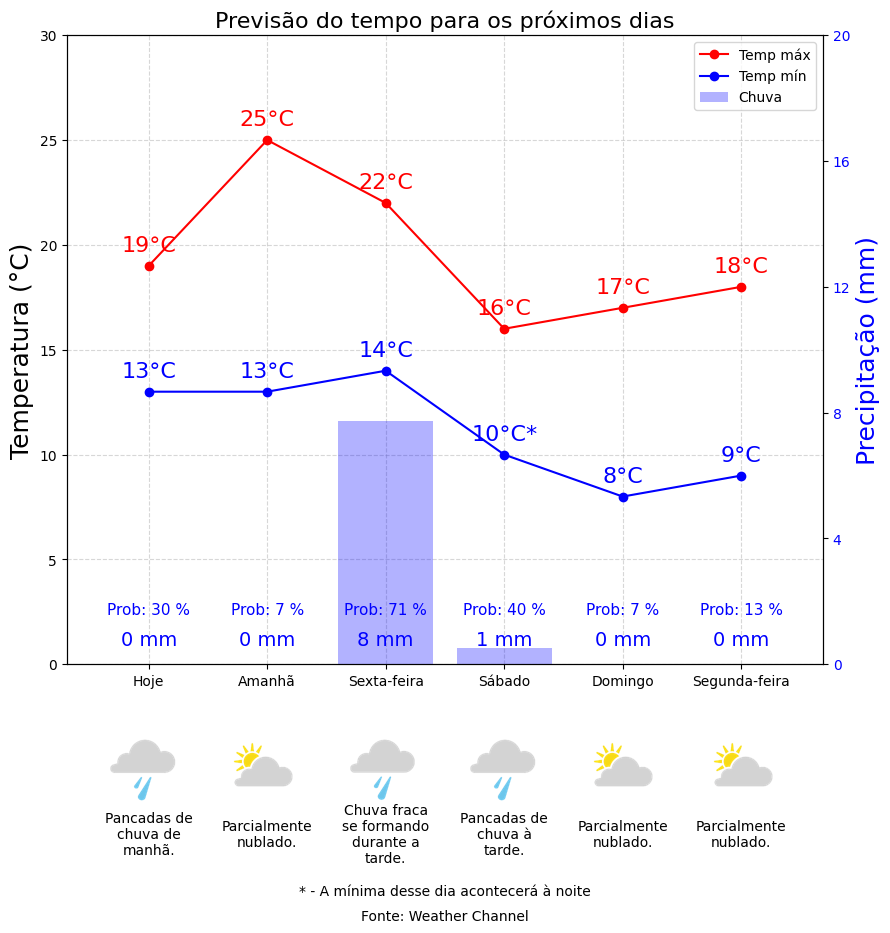 Previsão do tempo para os próximos dias
Temp máx
Temp mín
Chuva
Temperatura (°C)
Precipitação (mm)
30
25
20
15
10
5
0
20
16
12
8
4
0
19°C
25°C
22°C
16°C
17°C
18°C
13°C
13°C
14°C
10°C*
8°C
9°C
Prob: 30 %
Prob: 7 %
Prob: 71 %
Prob: 40 %
Prob: 7 %
Prob: 13 %
0 mm
0 mm
8 mm
1 mm
0 mm
0 mm
Hoje
Amanhã
Sexta-feira
Sábado
Domingo
Segunda-feira
Pancadas de
chuva de
manhã.
Parcialmente
nublado.
Chuva fraca
se formando
durante a
tarde.
Pancadas de
chuva à
tarde.
Parcialmente
nublado.
Parcialmente
nublado.
* - A mínima desse dia acontecerá à noite
Fonte: Weather Channel